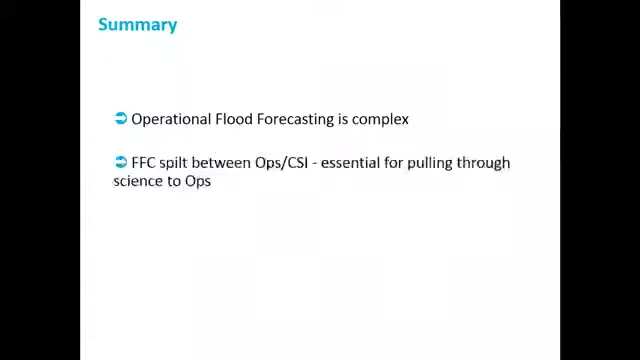 Summary
Operational Flood Forecasting is complex
FFC spilt between Ops/CSI - essential for pulling through
science to Ops